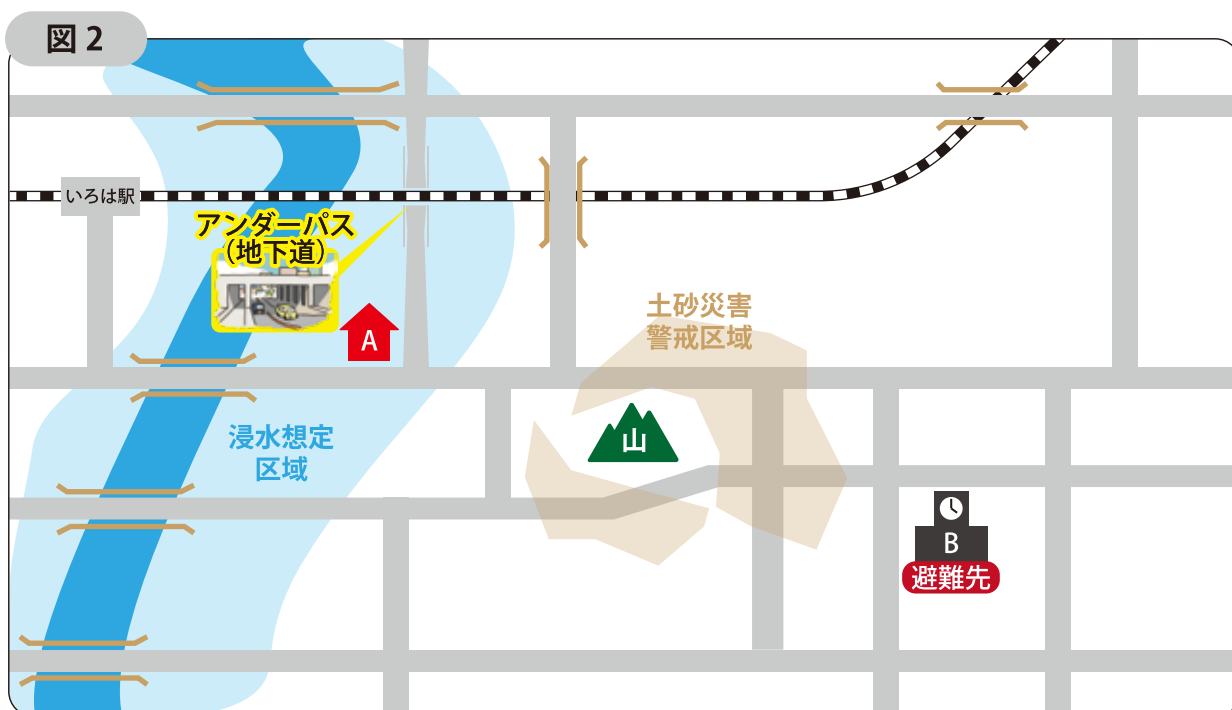 図2
いろは駅
アンダーパス
(地下道)
A
土砂災害
警戒区域
山
浸水想定
区域
B
避難先